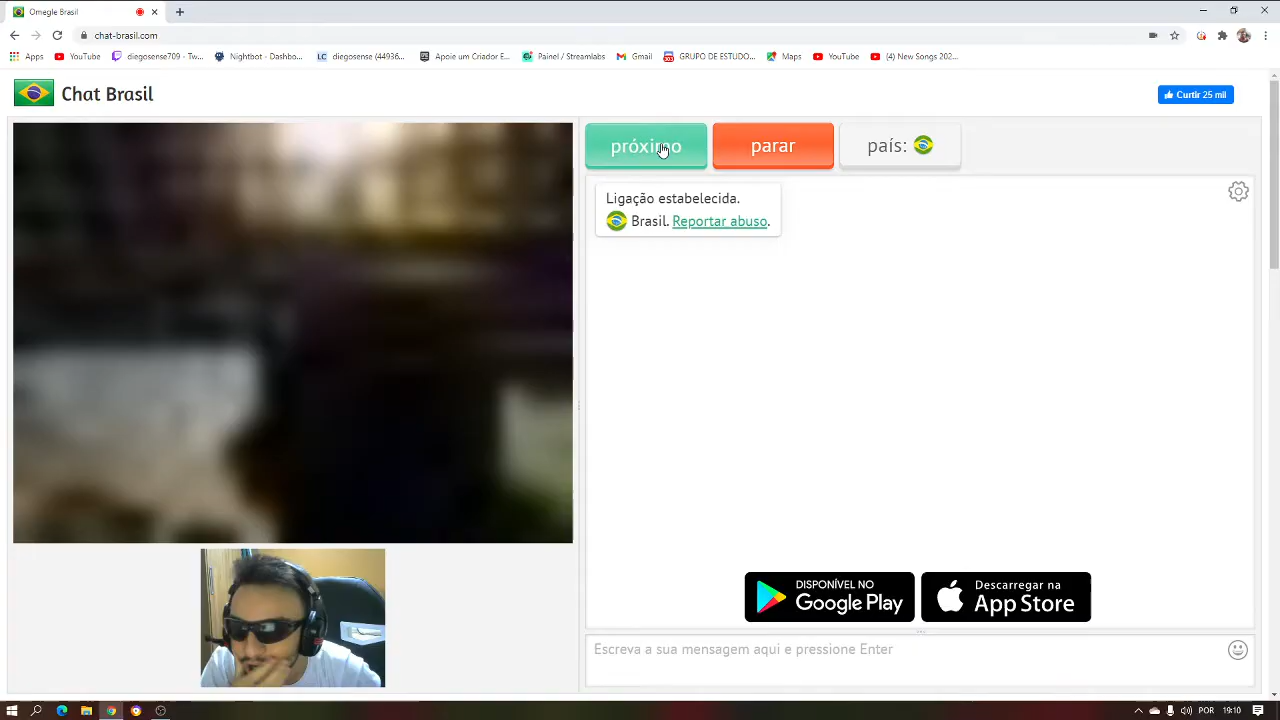 Omegle Brasil
chat-brasil.com
Apps
YouTube
diegosense709 - Tw...
Nightbot - Dashbo...
LC diegosense (44936...
Apoie um Criador E...
Painel / Streamlabs
Gmail
GRUPO DE ESTUDO...
Maps
YouTube
(4) New Songs 202...
Chat Brasil
Curtir 25 mil
próximo
parar
país:
Ligação estabelecida.
Brasil. Reportar abuso.
DISPONÍVEL NO
Google Play
Descarregar na
App Store
Escreva a sua mensagem aqui e pressione Enter
POR
19:10